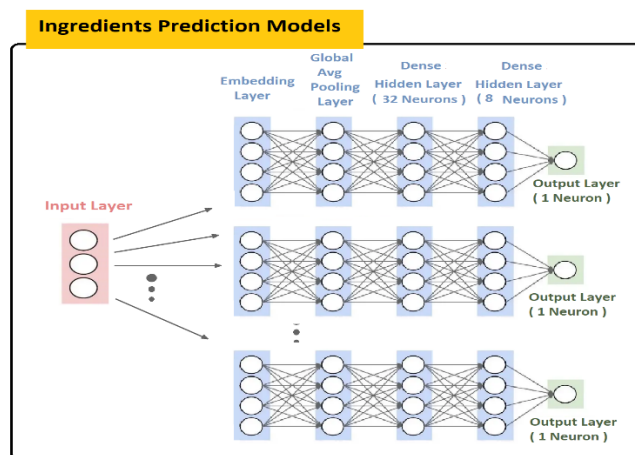 Ingredients Prediction Models
Embedding
Layer
Global
Avg
Pooling
Layer
Dense
Hidden Layer
( 32 Neurons )
Dense
Hidden Layer
( 8 Neurons )
Input Layer
Output Layer
( 1 Neuron )
Output Layer
( 1 Neuron )
Output Layer
( 1 Neuron )